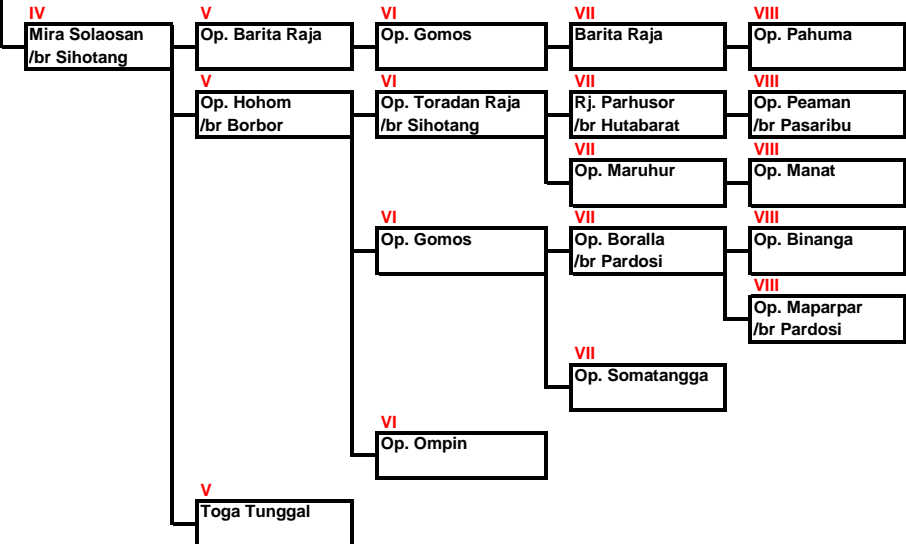 IV V VI VII VIII
Mira Solaosan Op. Barita Raja Op. Gomos Barita Raja Op. Pahuma
/br Sihotang
V VI VII VIII
Op. Hohom Op. Toradan Raja Rj. Parhusor Op. Peaman
/br Borbor /br Sihotang /br Hutabarat /br Pasaribu
VII VIII
Op. Maruhur Op. Manat
VI VII VIII
Op. Gomos Op. Boralla Op. Binanga
/br Pardosi
VIII
Op. Maparpar
/br Pardosi
VII
Op. Somatangga
VI
Op. Ompin
V
Toga Tunggal